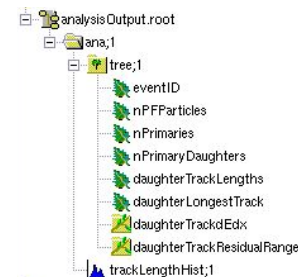 analysisOutput.root
ana;1
tree;1
eventID
nPFParticles
nPrimaries
nPrimaryDaughters
daughterTrackLengths
daughterLongestTrack
daughterTrackdEdx
daughterTrackResidualRange
trackLengthHist;1